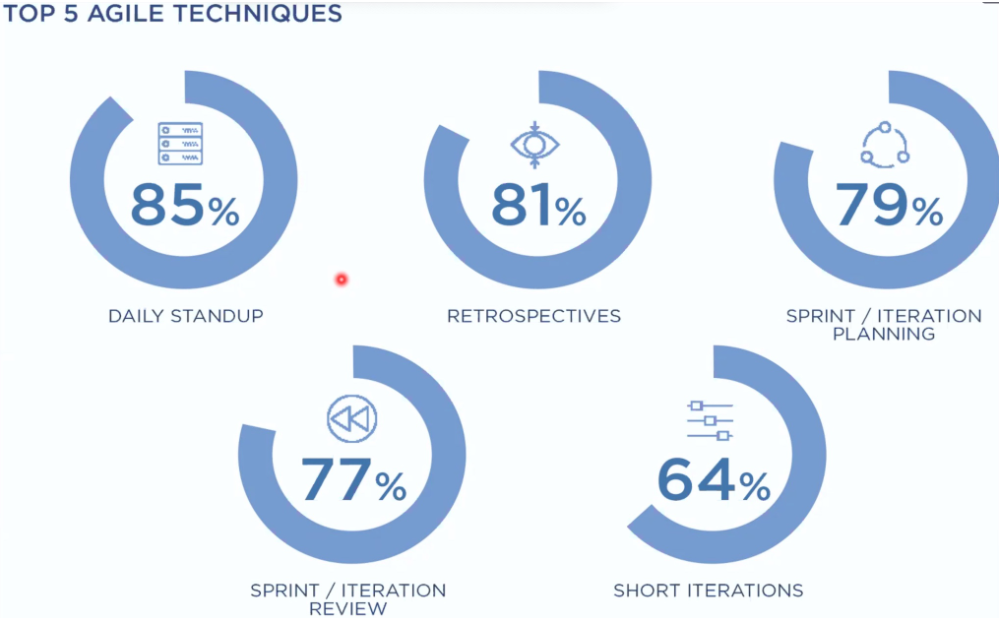 TOP 5 AGILE TECHNIQUES
85%
81%
79%
DAILY STANDUP
RETROSPECTIVES
SPRINT / ITERATION
PLANNING
77%
64%
SPRINT / ITERATION
REVIEW
SHORT ITERATIONS